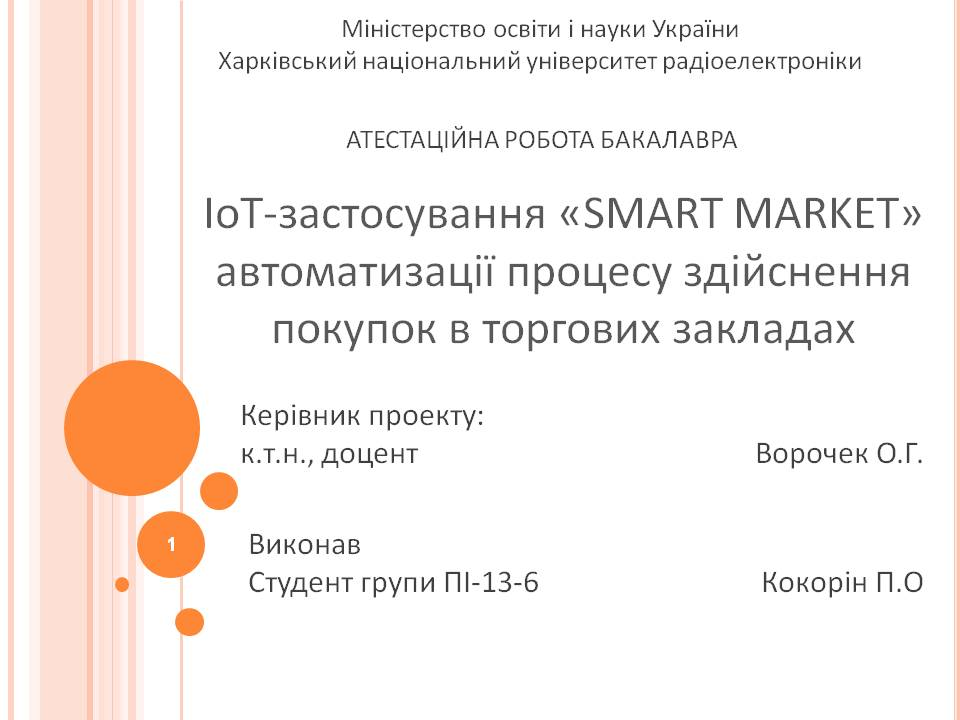 Міністерство освіти і науки України
Харківський національний університет радіоелектроніки
АТЕСТАЦІЙНА РОБОТА БАКАЛАВРА
ІоТ-застосування «SMART MARKET»
автоматизації процесу здійснення
покупок в торгових закладах
Керівник проекту:
к.т.н., доцент Ворочек О.Г.
1
Виконав
Студент групи ПІ-13-6 Кокорін П.О